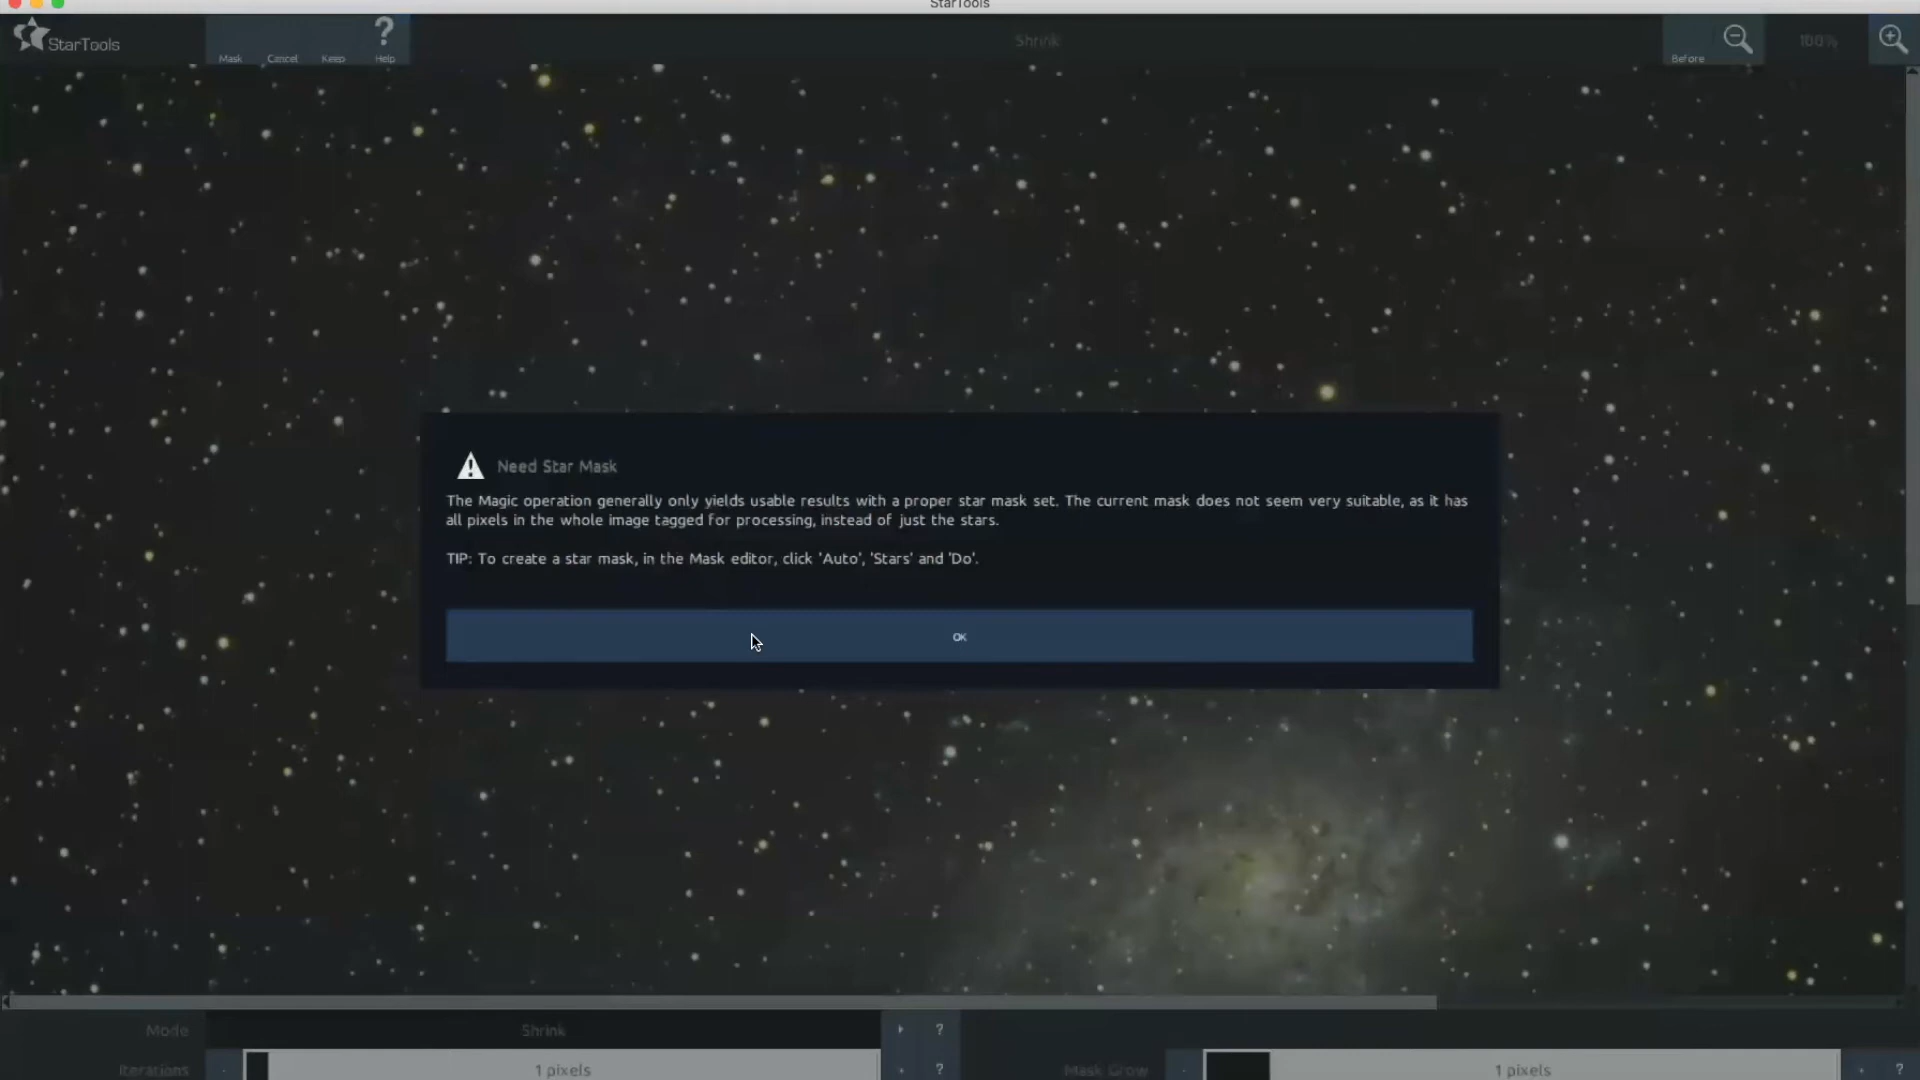 StarTools
StarTools
Mask
Cancel
Keep
Help
Shrink
Before
100%
Need Star Mask
The Magic operation generally only yields usable results with a proper star mask set. The current mask does not seem very suitable, as it has
all pixels in the whole image tagged for processing, instead of just the stars.
TIP: To create a star mask, in the Mask editor, click 'Auto', 'Stars' and 'Do'.
OK
Mode
Shrink
?
Iterations
1 pixels
?
Mask Grow
1 pixels
?